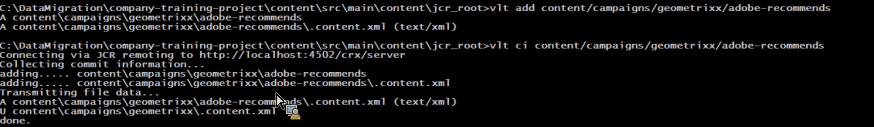 C:\DataMigration\company-training-project\content\src\main\content\jcr_root>vlt add content/campaigns/geometrixx/adobe-recommends
A content\campaigns\geometrixx\adobe-recommends
A content\campaigns\geometrixx\adobe-recommends\.content.xml (text/xml)
C:\DataMigration\company-training-project\content\src\main\content\jcr_root>vlt ci content/campaigns/geometrixx/adobe-recommends
Connecting via JCR remoting to http://localhost:4502/crx/server
Collecting commit information...
adding..... content\campaigns\geometrixx\adobe-recommends
adding..... content\campaigns\geometrixx\adobe-recommends\.content.xml
Transmitting file data...
A content\campaigns\geometrixx\adobe-recommends\.content.xml (text/xml)
U content\campaigns\geometrixx\.content.xml
done.